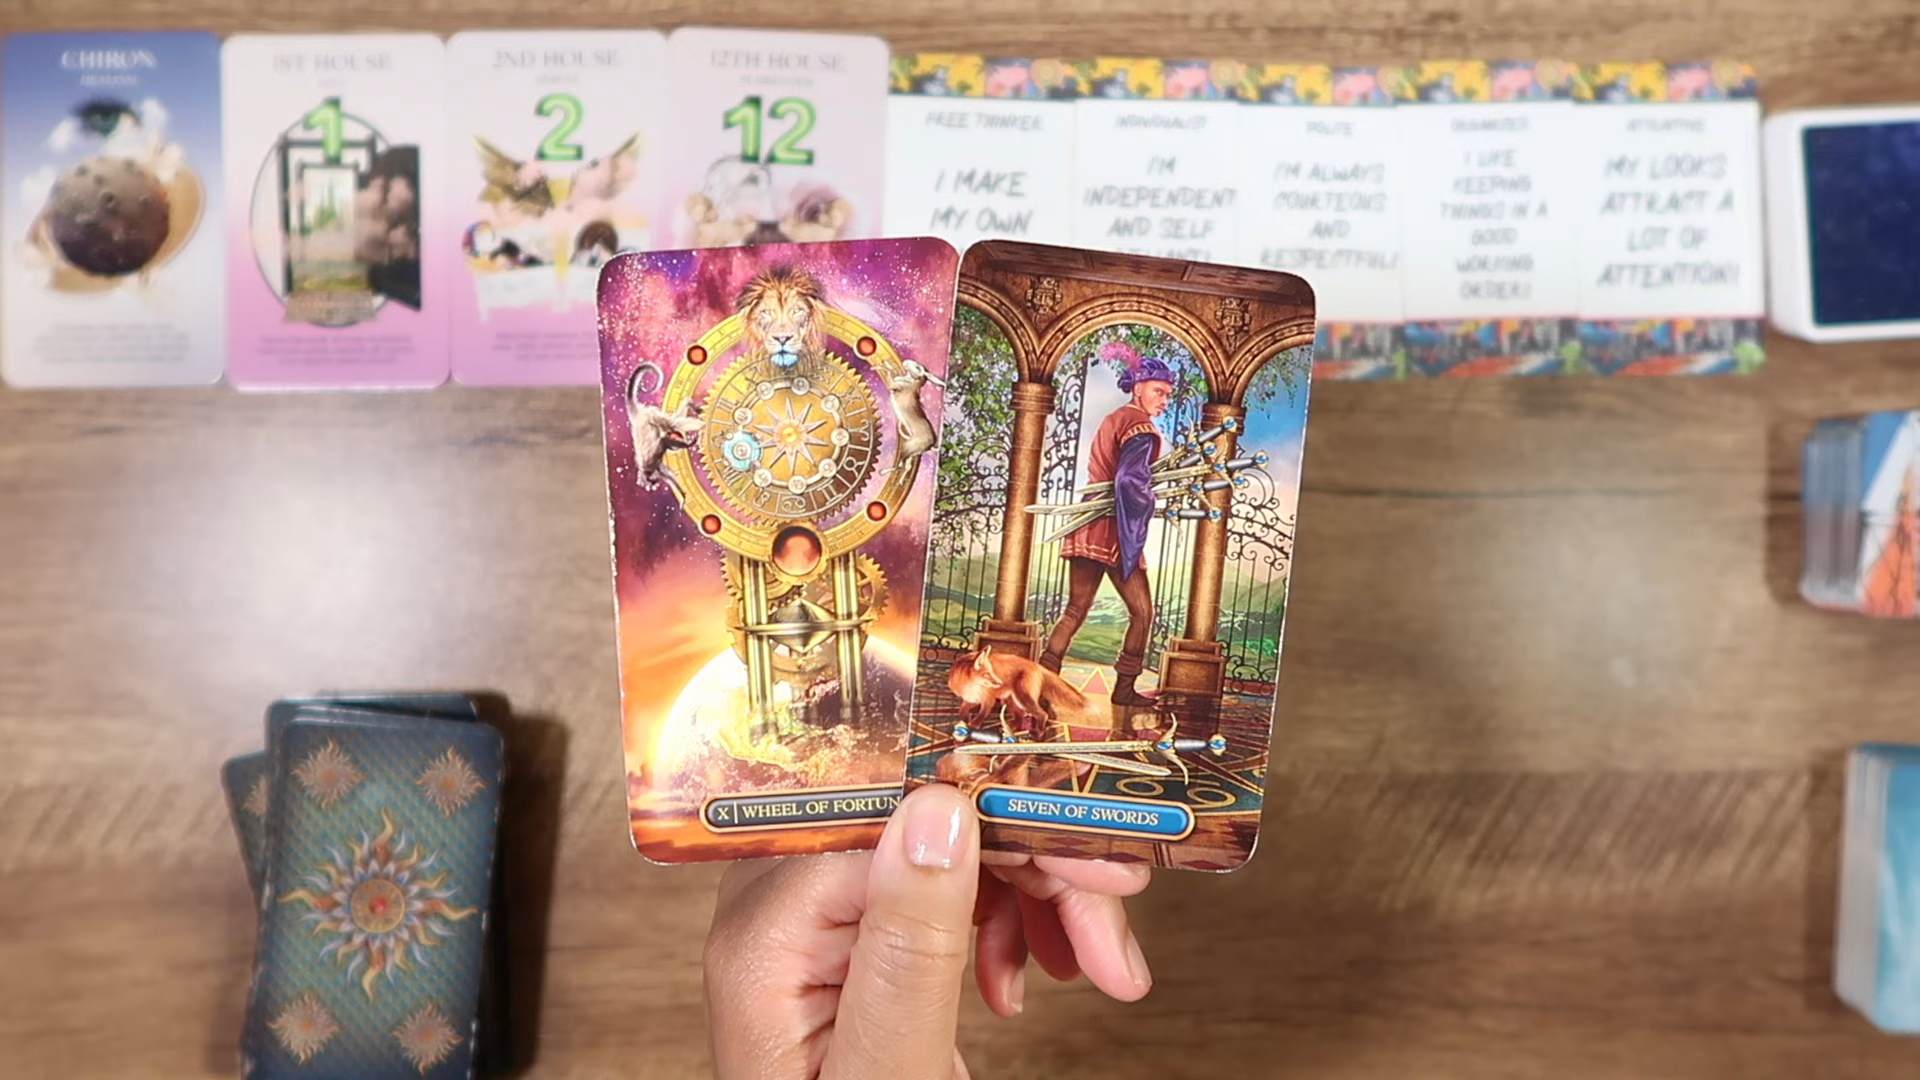 CHIRON
HEALING
1ST HOUSE
1
2ND HOUSE
2
12TH HOUSE
12
FREE THINKER
I MAKE
MY OWN
INDIVIDUALIST
I'M
INDEPENDENT
AND SELF
POLITE
I'M ALWAYS
COURTEOUS
AND
RESPECTFUL!
ORGANIZED
I LIKE
KEEPING
THINGS IN A
GOOD
WORKING
ORDER!
ATTRACTIVE
MY LOOKS
ATTRACT A
LOT OF
ATTENTION!
X | WHEEL OF FORTUN
SEVEN OF SWORDS